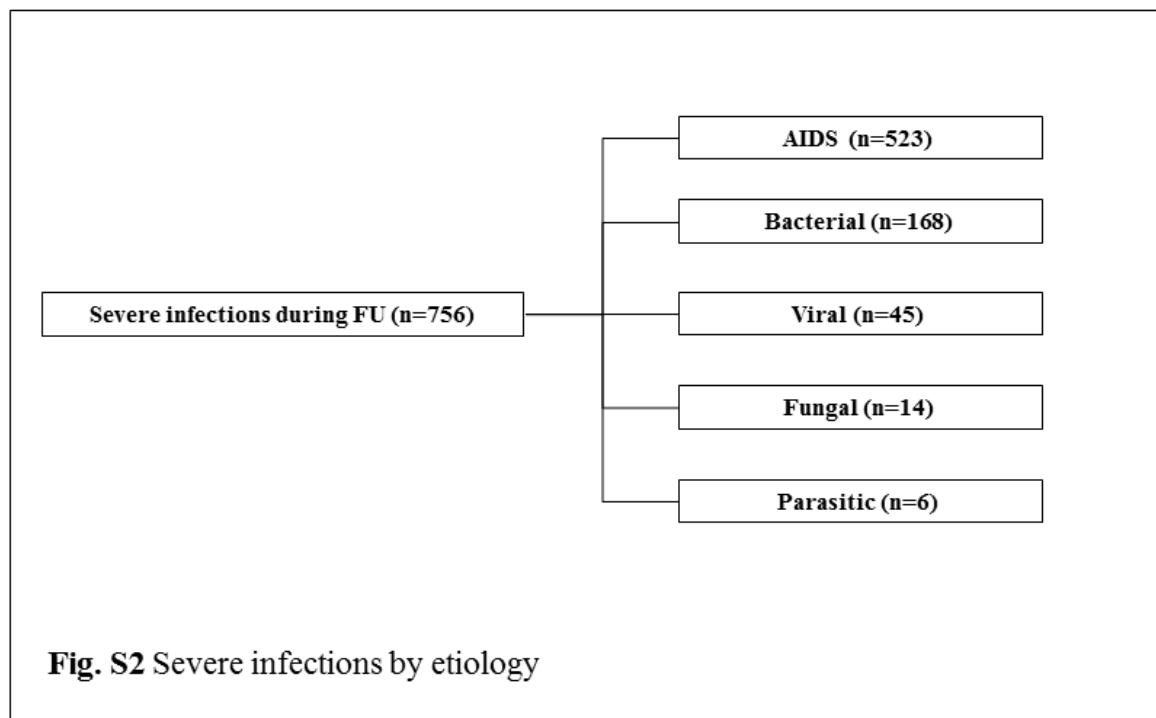 AIDS (n=523)
Bacterial (n=168)
Severe infections during FU (n=756)
Viral (n=45)
Fungal (n=14)
Parasitic (n=6)
Fig. S2 Severe infections by etiology